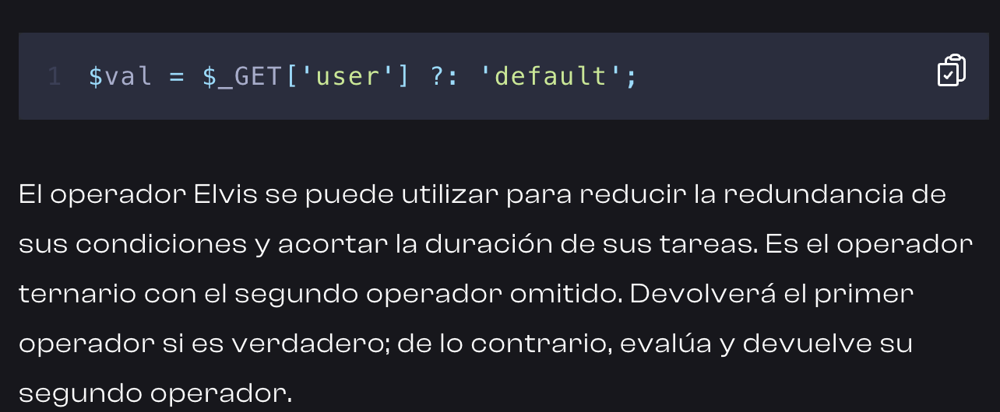 1 $val = $_GET['user'] ?: 'default';
El operador Elvis se puede utilizar para reducir la redundancia de
sus condiciones y acortar la duración de sus tareas. Es el operador
ternario con el segundo operador omitido. Devolverá el primer
operador si es verdadero; de lo contrario, evalúa y devuelve su
segundo operador.